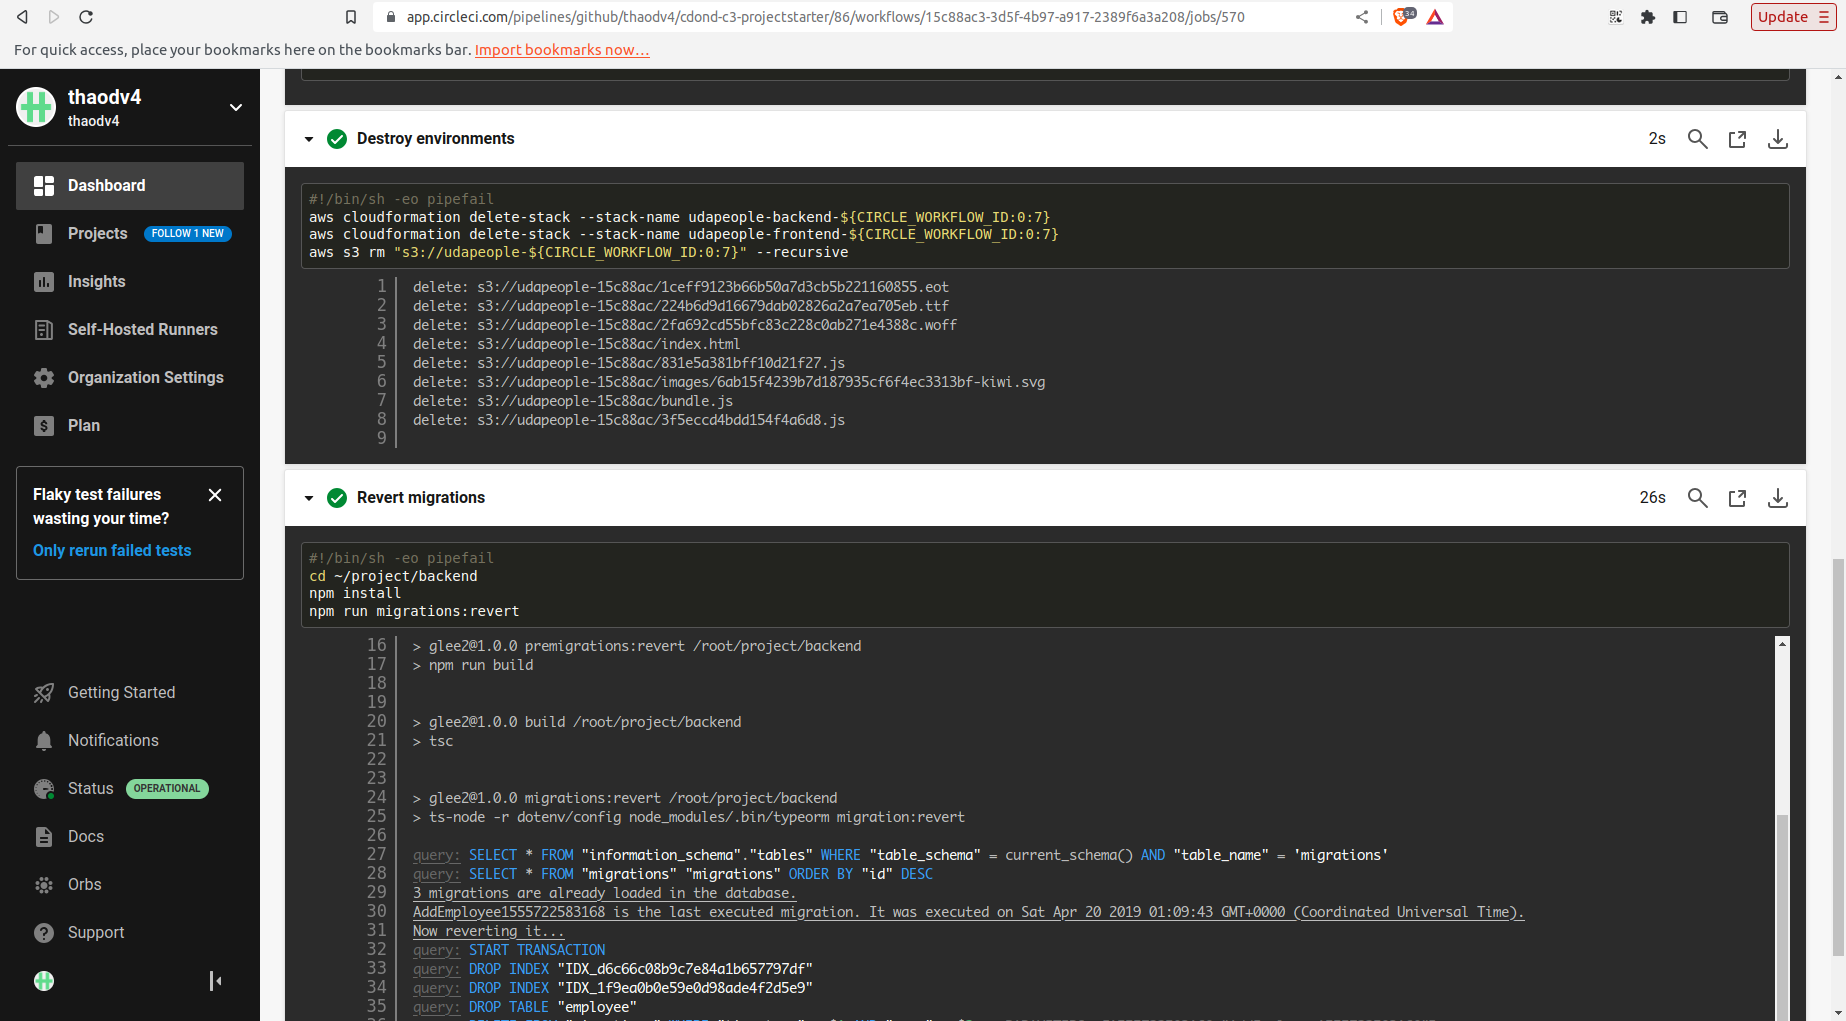 app.circleci.com/pipelines/github/thaodv4/cdond-c3-projectstarter/86/workflows/15c88ac3-3d5f-4b97-a917-2389f6a3a208/jobs/570
34
Update
For quick access, place your bookmarks here on the bookmarks bar. Import bookmarks now...
thaodv4
thaodv4
Dashboard
Projects FOLLOW 1 NEW
Insights
Self-Hosted Runners
Organization Settings
Plan
Flaky test failures
wasting your time?
Only rerun failed tests
Getting Started
Notifications
Status OPERATIONAL
Docs
Orbs
Support
Destroy environments 2s
#!/bin/sh -eo pipefail
aws cloudformation delete-stack --stack-name udapeople-backend-${CIRCLE_WORKFLOW_ID:0:7}
aws cloudformation delete-stack --stack-name udapeople-frontend-${CIRCLE_WORKFLOW_ID:0:7}
aws s3 rm "s3://udapeople-${CIRCLE_WORKFLOW_ID:0:7}" --recursive
1 delete: s3://udapeople-15c88ac/1ceff9123b66b50a7d3cb5b221160855.eot
2 delete: s3://udapeople-15c88ac/224b6d9d16679dab02826a2a7ea705eb.ttf
3 delete: s3://udapeople-15c88ac/2fa692cd55bfc83c228c0ab271e4388c.woff
4 delete: s3://udapeople-15c88ac/index.html
5 delete: s3://udapeople-15c88ac/831e5a381bff10d21f27.js
6 delete: s3://udapeople-15c88ac/images/6ab15f4239b7d187935cf6f4ec3313bf-kiwi.svg
7 delete: s3://udapeople-15c88ac/bundle.js
8 delete: s3://udapeople-15c88ac/3f5eccd4bdd154f4a6d8.js
9
Revert migrations 26s
#!/bin/sh -eo pipefail
cd ~/project/backend
npm install
npm run migrations:revert
16 > glee2@1.0.0 premigrations:revert /root/project/backend
17 > npm run build
18
19
20 > glee2@1.0.0 build /root/project/backend
21 > tsc
22
23
24 > glee2@1.0.0 migrations:revert /root/project/backend
25 > ts-node -r dotenv/config node_modules/.bin/typeorm migration:revert
26
27 query: SELECT * FROM "information_schema"."tables" WHERE "table_schema" = current_schema() AND "table_name" = 'migrations'
28 query: SELECT * FROM "migrations" "migrations" ORDER BY "id" DESC
29 3 migrations are already loaded in the database.
30 AddEmployee1555722583168 is the last executed migration. It was executed on Sat Apr 20 2019 01:09:43 GMT+0000 (Coordinated Universal Time).
31 Now reverting it...
32 query: START TRANSACTION
33 query: DROP INDEX "IDX_d6c66c08b9c7e84a1b657797df"
34 query: DROP INDEX "IDX_1f9ea0b0e59e0d98ade4f2d5e9"
35 query: DROP TABLE "employee"